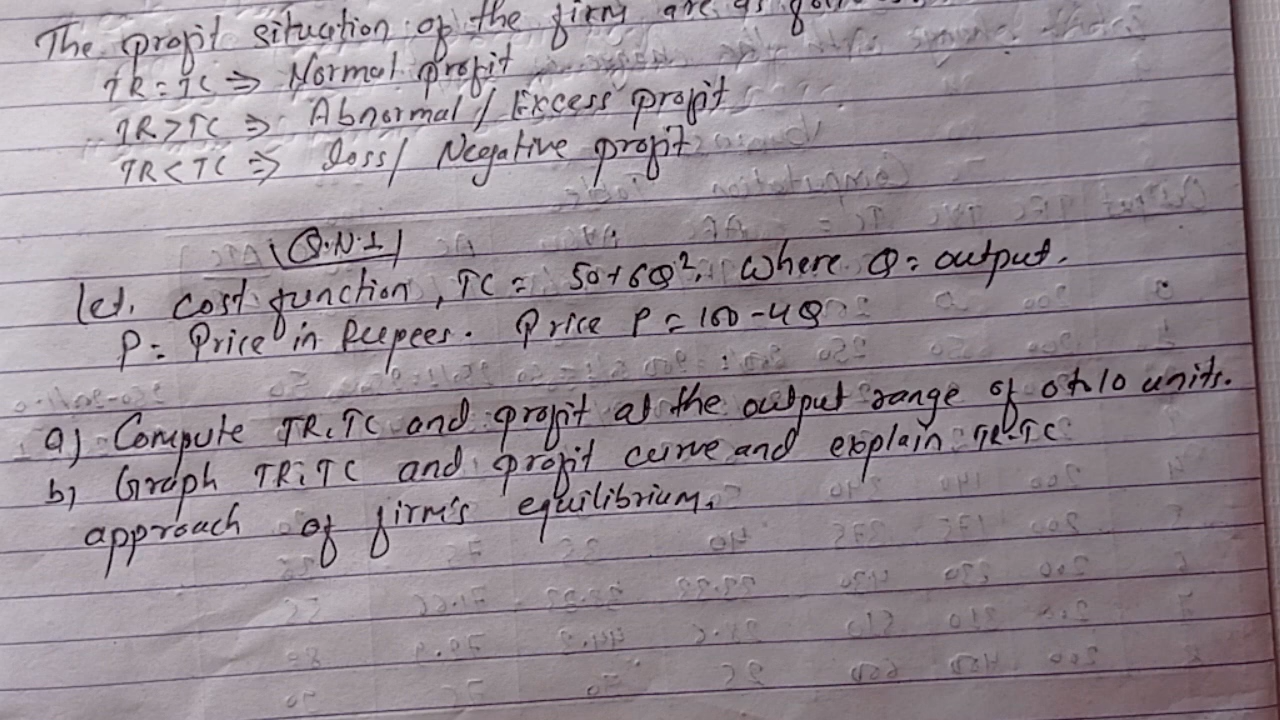 The profit situation of the firm are as
TR = TC ⇒ Normal profit
TR > TC ⇒ Abnormal / Excess profit
TR < TC ⇒ loss / Negative profit
Q.N.1
let. cost function, TC = 50+6Q². Where Q = output.
P = Price in Rupees. Price P = 100-4Q
a) Compute TR, TC and profit at the output range of 0 to 10 units.
b) Graph TR, TC and profit curve and explain TR-TC
approach of firm's equilibrium.